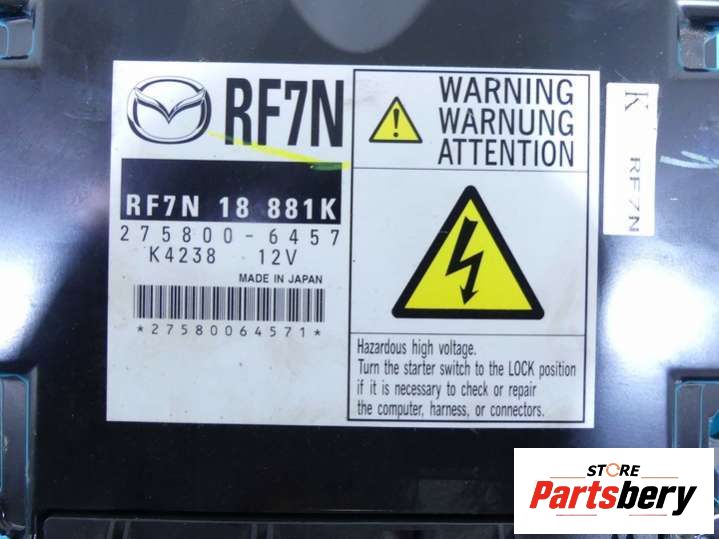 RF7N
RF7N 18 881K
275800-6457
K4238 12V
MADE IN JAPAN
*27580064571*
WARNING
WARNUNG
ATTENTION
Hazardous high voltage.
Turn the starter switch to the LOCK position
if it is necessary to check or repair
the computer, harness, or connectors.
K RF7N
STORE
Partsbery